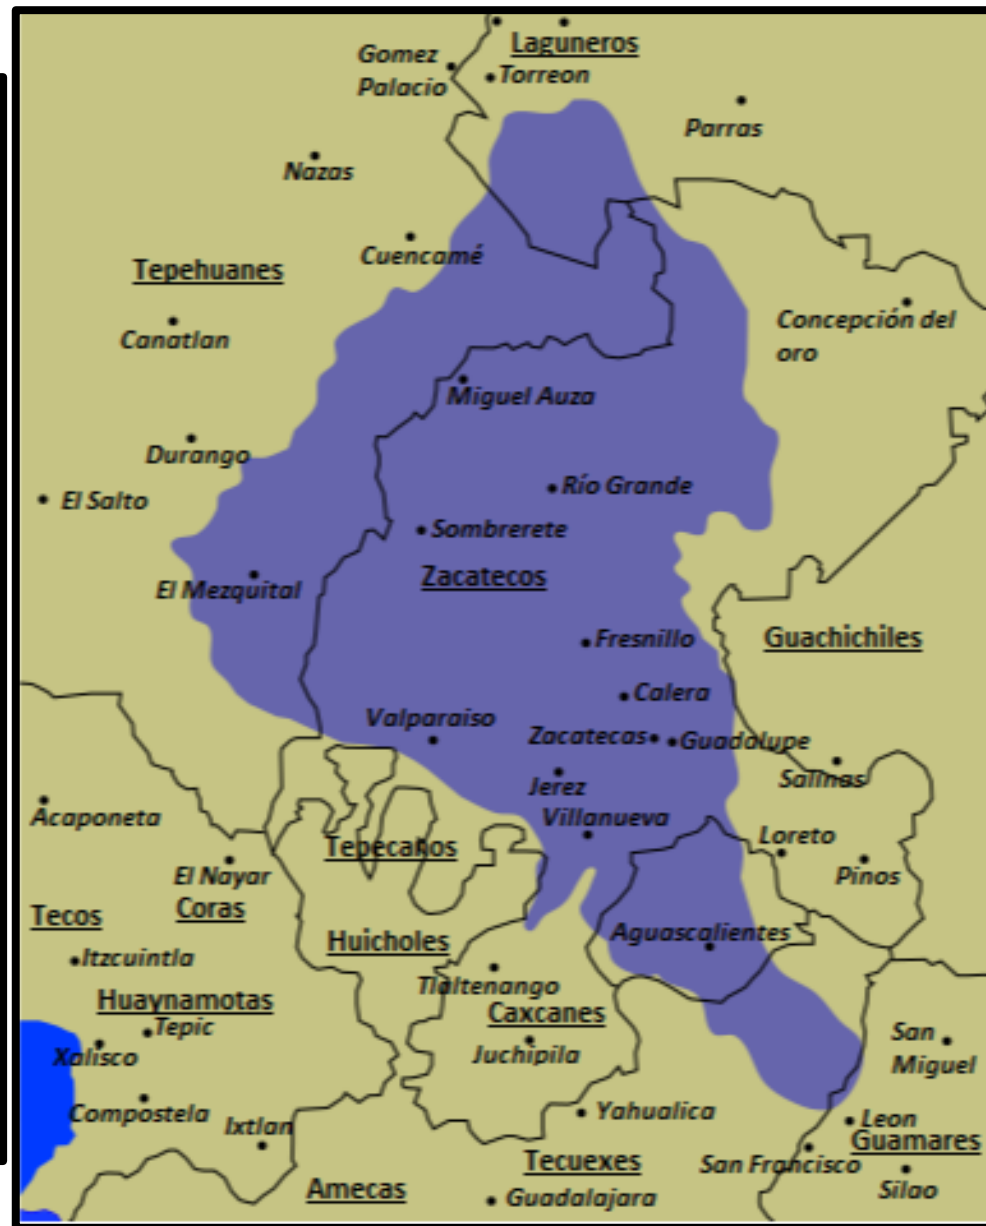 Laguneros
Gomez
Palacio
Torreon
Parras
Nazas
Cuencamé
Tepehuanes
Canatlan
Concepción del
oro
Miguel Auza
Durango
El Salto
Río Grande
Sombrerete
Zacatecos
El Mezquital
Fresnillo
Guachichiles
Calera
Valparaiso
Zacatecas
Guadalupe
Salinas
Jerez
Villanueva
Acaponeta
Tepecanos
Loreto
El Nayar
Pinos
Coras
Tecos
Huicholes
Aguascalientes
Itzcuintla
Tlaltenango
Huaynamotas
Caxcanes
Tepic
Xalisco
Juchipila
San
Miguel
Compostela
Ixtlan
Yahualica
Leon
Guamares
Tecuexes
San Francisco
Amecas
Silao
Guadalajara